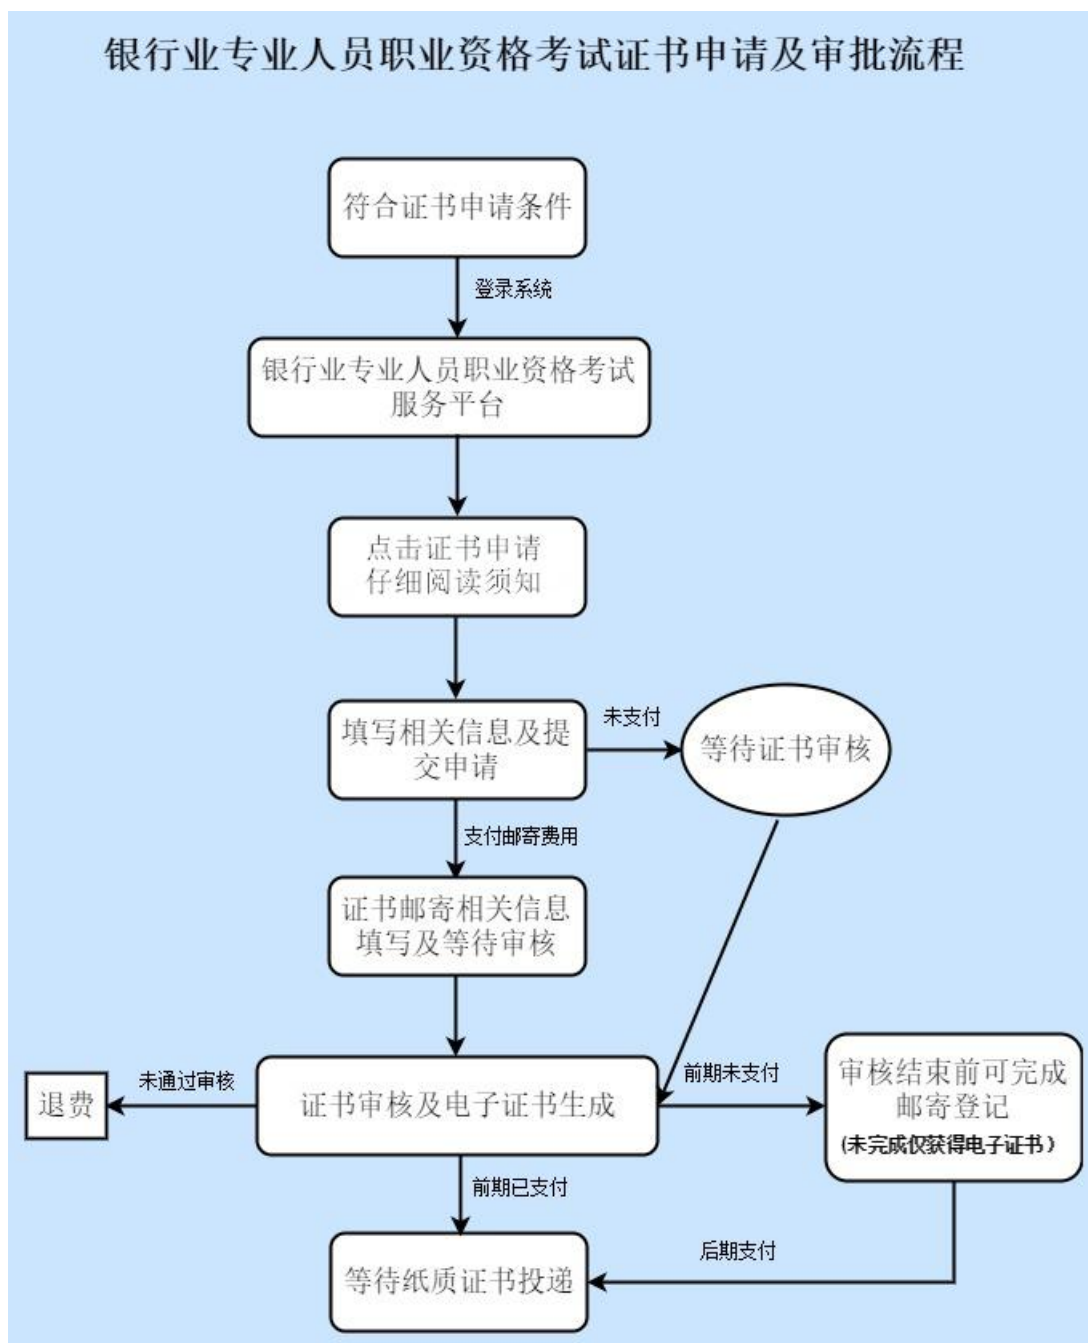 银行业专业人员职业资格考试证书申请及审批流程
符合证书申请条件
登录系统
银行业专业人员职业资格考试
服务平台
点击证书申请
仔细阅读须知
填写相关信息及提
交申请
未支付
等待证书审核
支付邮寄费用
证书邮寄相关信息
填写及等待审核
退费
未通过审核
证书审核及电子证书生成
前期未支付
审核结束前可完成
邮寄登记
(未完成仅获得电子证书)
前期已支付
后期支付
等待纸质证书投递